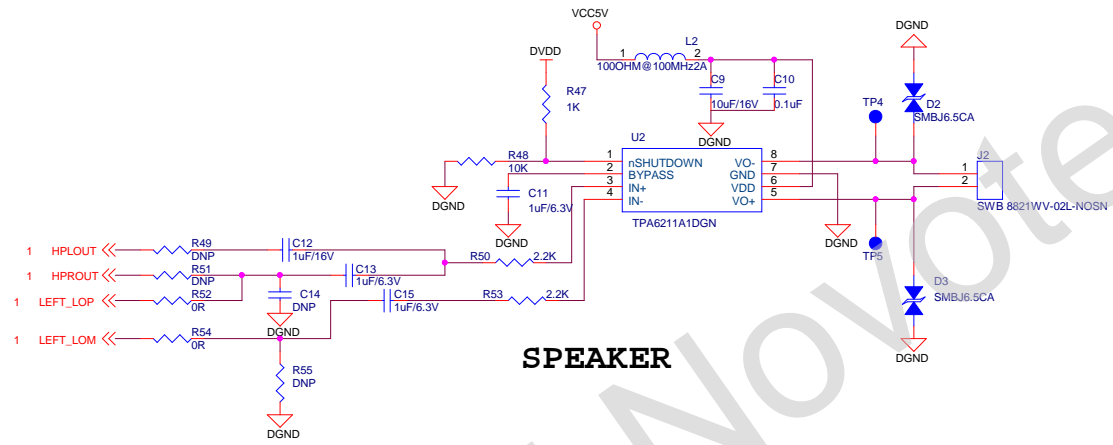 VCC5V
DGND
L2
1 2
100OHM@100MHz2A
DVDD
C9
10uF/16V
C10
0.1uF
R47
1K
DGND
TP4
D2
SMBJ6.5CA
U2
R48
10K
1 nSHUTDOWN VO- 8
2 BYPASS GND 7
3 IN+ VDD 6
4 IN- VO+ 5
TPA6211A1DGN
J2
1
2
SWB 8821WV-02L-NOSN
DGND
C11
1uF/6.3V
DGND
DGND
TP5
1 HPLOUT
R49
DNP
C12
1uF/16V
R50
2.2K
1 HPROUT
R51
DNP
C13
1uF/6.3V
1 LEFT_LOP
R52
0R
C14
DNP
DGND
C15
1uF/6.3V
R53
2.2K
D3
SMBJ6.5CA
DGND
1 LEFT_LOM
R54
0R
R55
DNP
DGND
SPEAKER
Novote